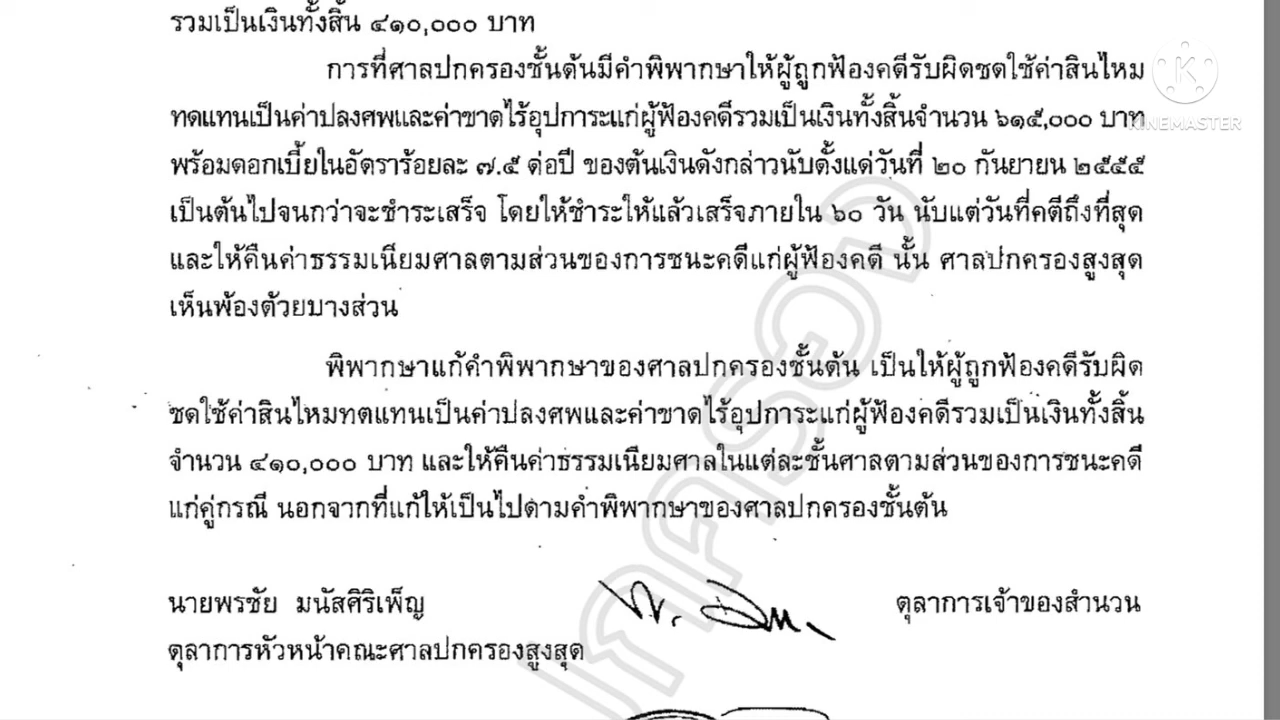 รวมเป็นเงินทั้งสิ้น ๔๑๐,๐๐๐ บาท
การที่ศาลปกครองชั้นต้นมีคำพิพากษาให้ผู้ถูกฟ้องคดีรับผิดชดใช้ค่าสินไหม
ทดแทนเป็นค่าปลงศพและค่าขาดไร้อุปการะแก่ผู้ฟ้องคดีรวมเป็นเงินทั้งสิ้นจำนวน ๖๑๕,๐๐๐ บาท
พร้อมดอกเบี้ยในอัตราร้อยละ ๗.๕ ต่อปี ของต้นเงินดังกล่าวนับตั้งแต่วันที่ ๒๐ กันยายน ๒๕๕๕
เป็นต้นไปจนกว่าจะชำระเสร็จ โดยให้ชำระให้แล้วเสร็จภายใน ๖๐ วัน นับแต่วันที่คดีถึงที่สุด
และให้คืนค่าธรรมเนียมศาลตามส่วนของการชนะคดีแก่ผู้ฟ้องคดี นั้น ศาลปกครองสูงสุด
เห็นพ้องด้วยบางส่วน
พิพากษาแก้คำพิพากษาของศาลปกครองชั้นต้น เป็นให้ผู้ถูกฟ้องคดีรับผิด
ชดใช้ค่าสินไหมทดแทนเป็นค่าปลงศพและค่าขาดไร้อุปการะแก่ผู้ฟ้องคดีรวมเป็นเงินทั้งสิ้น
จำนวน ๔๑๐,๐๐๐ บาท และให้คืนค่าธรรมเนียมศาลในแต่ละชั้นศาลตามส่วนของการชนะคดี
แก่คู่กรณี นอกจากที่แก้ให้เป็นไปตามคำพิพากษาของศาลปกครองชั้นต้น
นายพรชัย มนัสศิริเพ็ญ
ตุลาการเจ้าของสำนวน
ตุลาการหัวหน้าคณะศาลปกครองสูงสุด
KINEMASTER